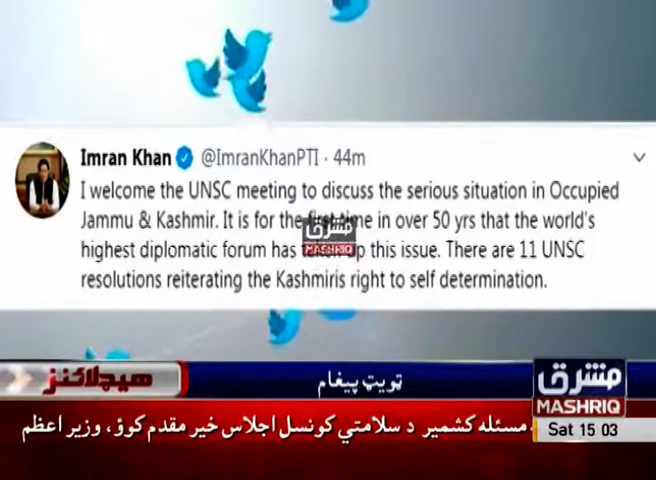 Imran Khan @ImranKhanPTI · 44m
I welcome the UNSC meeting to discuss the serious situation in Occupied
Jammu & Kashmir. It is for the first time in over 50 yrs that the world's
highest diplomatic forum has up this issue. There are 11 UNSC
resolutions reiterating the Kashmiris right to self determination.
مشرق
MASHRIQ
هیډلائنز
ټویټ پیغام
مشرق
MASHRIQ
مسئله کشمیر د سلامتي کونسل اجلاس خیر مقدم کوؤ، وزیر اعظم
Sat 15 03